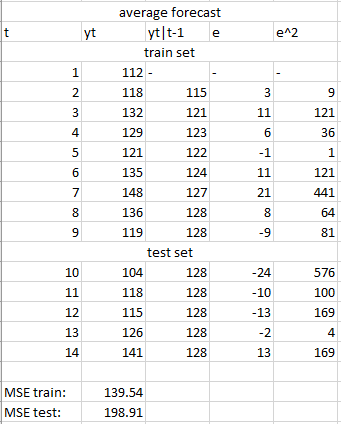 average forecast
t yt yt|t-1 e e^2
train set
1 112 - - -
2 118 115 3 9
3 132 121 11 121
4 129 123 6 36
5 121 122 -1 1
6 135 124 11 121
7 148 127 21 441
8 136 128 8 64
9 119 128 -9 81
test set
10 104 128 -24 576
11 118 128 -10 100
12 115 128 -13 169
13 126 128 -2 4
14 141 128 13 169
MSE train: 139.54
MSE test: 198.91